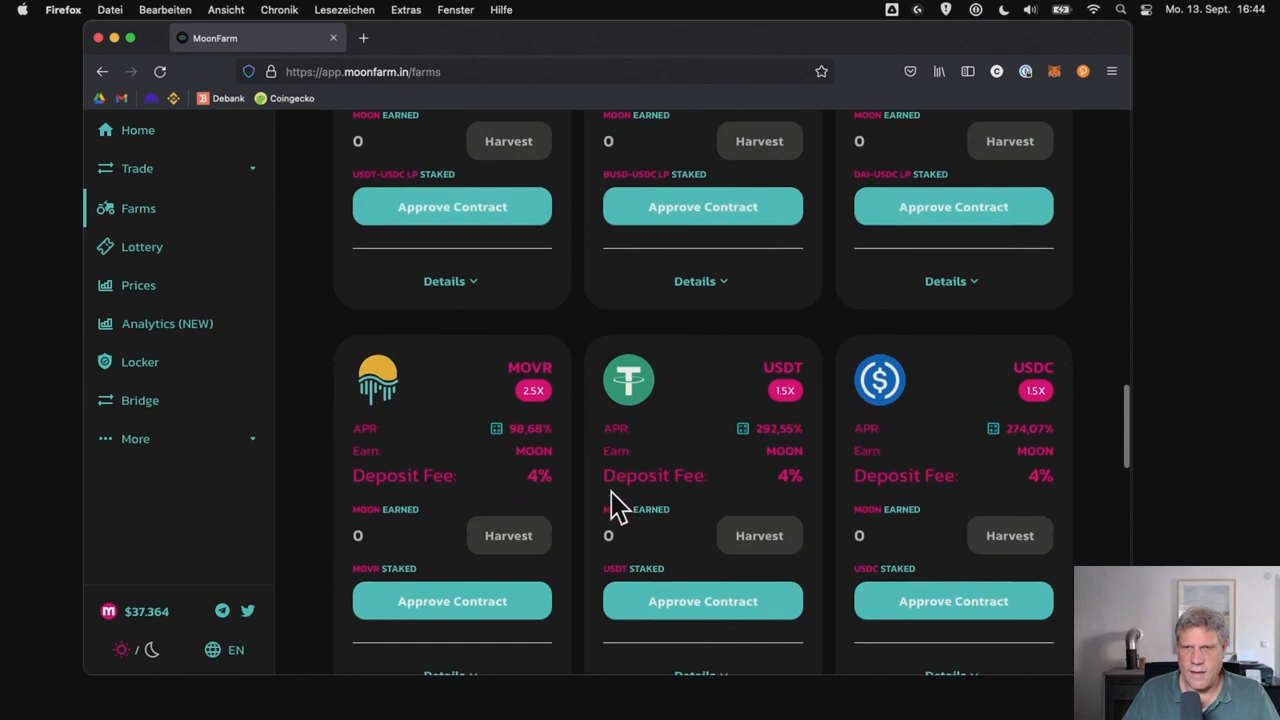 Firefox Datei Bearbeiten Ansicht Chronik Lesezeichen Extras Fenster Hilfe Mo. 13. Sept. 16:44
MoonFarm
https://app.moonfarm.in/farms
Debank Coingecko
Home
Trade
Farms
Lottery
Prices
Analytics (NEW)
Locker
Bridge
More
$37.364
EN
MOON EARNED MOON EARNED MOON EARNED
0 Harvest 0 Harvest 0 Harvest
USDT-USDC LP STAKED BUSD-USDC LP STAKED DAI-USDC LP STAKED
Approve Contract Approve Contract Approve Contract
Details Details Details
MOVR USDT USDC
2.5X 1.5X 1.5X
APR: 98,68% APR: 292,55% APR: 274,07%
Earn: MOON Earn: MOON Earn: MOON
Deposit Fee: 4% Deposit Fee: 4% Deposit Fee: 4%
MOON EARNED EARNED MOON EARNED
0 Harvest 0 Harvest 0 Harvest
MOVR STAKED USDT STAKED USDC STAKED
Approve Contract Approve Contract Approve Contract